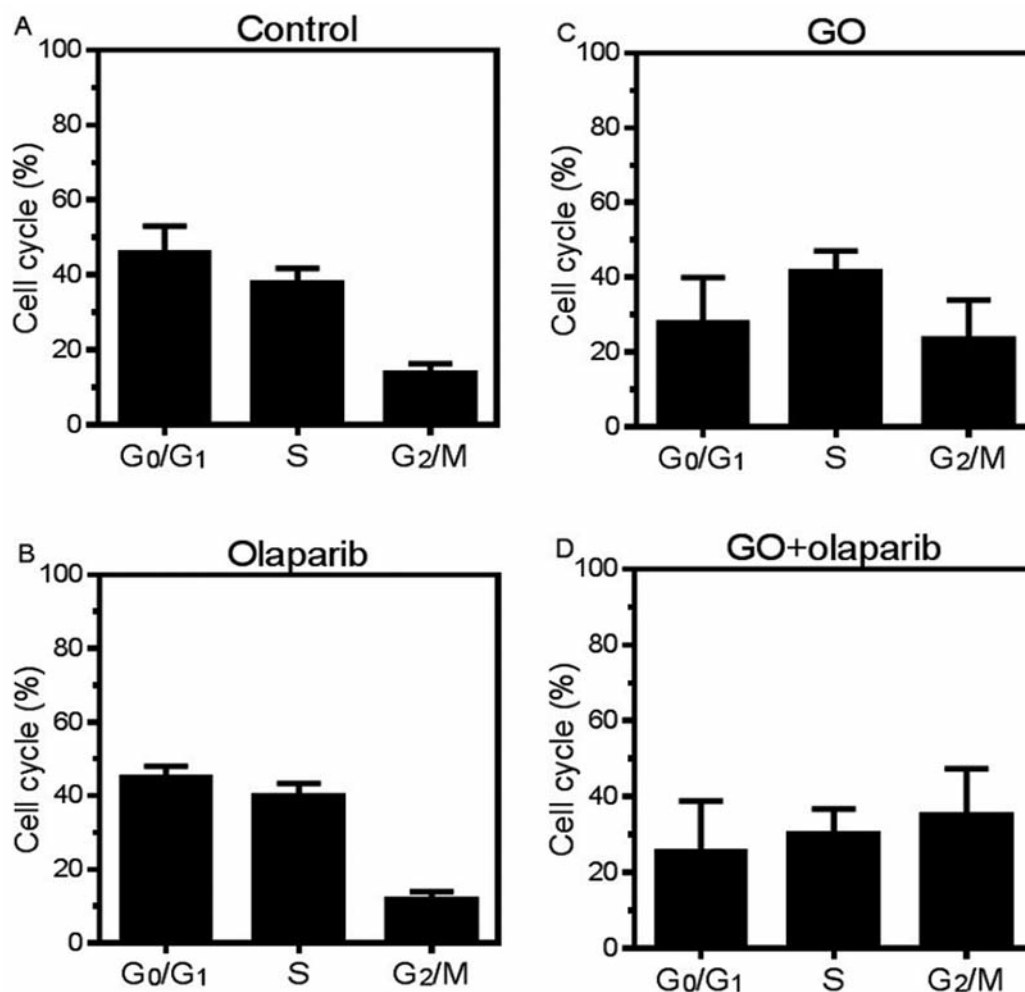 A
Control
Cell cycle (%)
100
80
60
40
20
0
G₀/G₁ S G₂/M
C
GO
Cell cycle (%)
100
80
60
40
20
0
G₀/G₁ S G₂/M
B
Olaparib
Cell cycle (%)
100
80
60
40
20
0
G₀/G₁ S G₂/M
D
GO+olaparib
Cell cycle (%)
100
80
60
40
20
0
G₀/G₁ S G₂/M